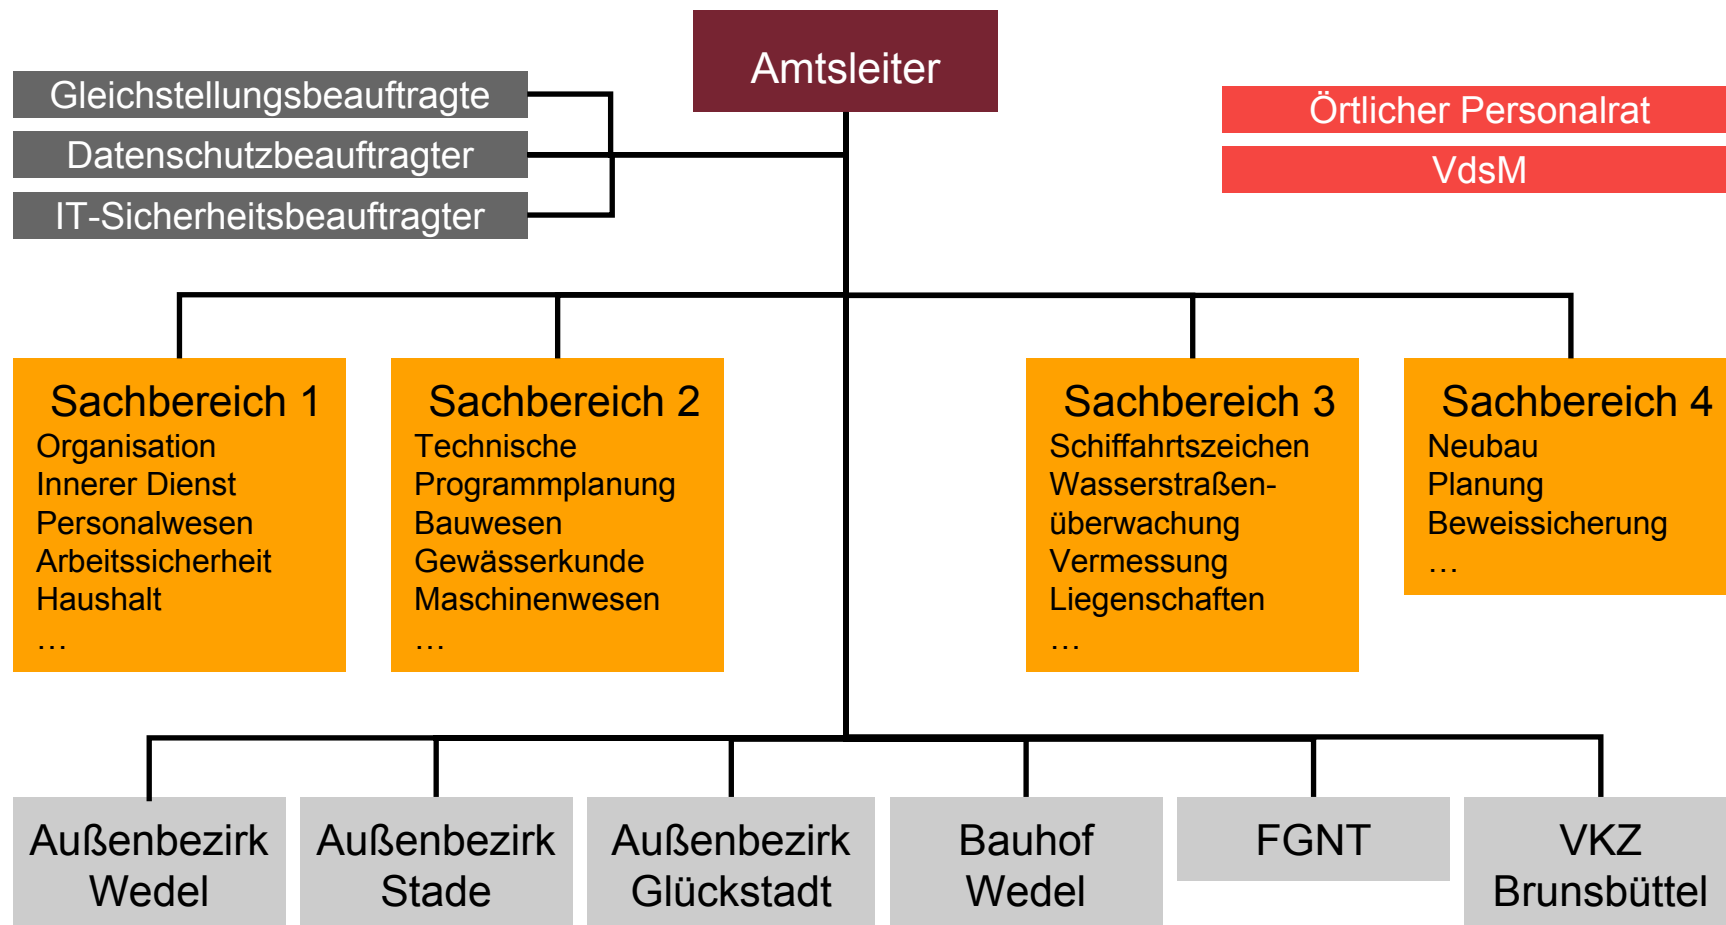 Amtsleiter
Gleichstellungsbeauftragte
Datenschutzbeauftragter
IT-Sicherheitsbeauftragter
Örtlicher Personalrat
VdsM
Sachbereich 1
Organisation
Innerer Dienst
Personalwesen
Arbeitssicherheit
Haushalt
…
Sachbereich 2
Technische
Programmplanung
Bauwesen
Gewässerkunde
Maschinenwesen
…
Sachbereich 3
Schiffahrtszeichen
Wasserstraßen-
überwachung
Vermessung
Liegenschaften
…
Sachbereich 4
Neubau
Planung
Beweissicherung
…
Außenbezirk
Wedel
Außenbezirk
Stade
Außenbezirk
Glückstadt
Bauhof
Wedel
FGNT
VKZ
Brunsbüttel